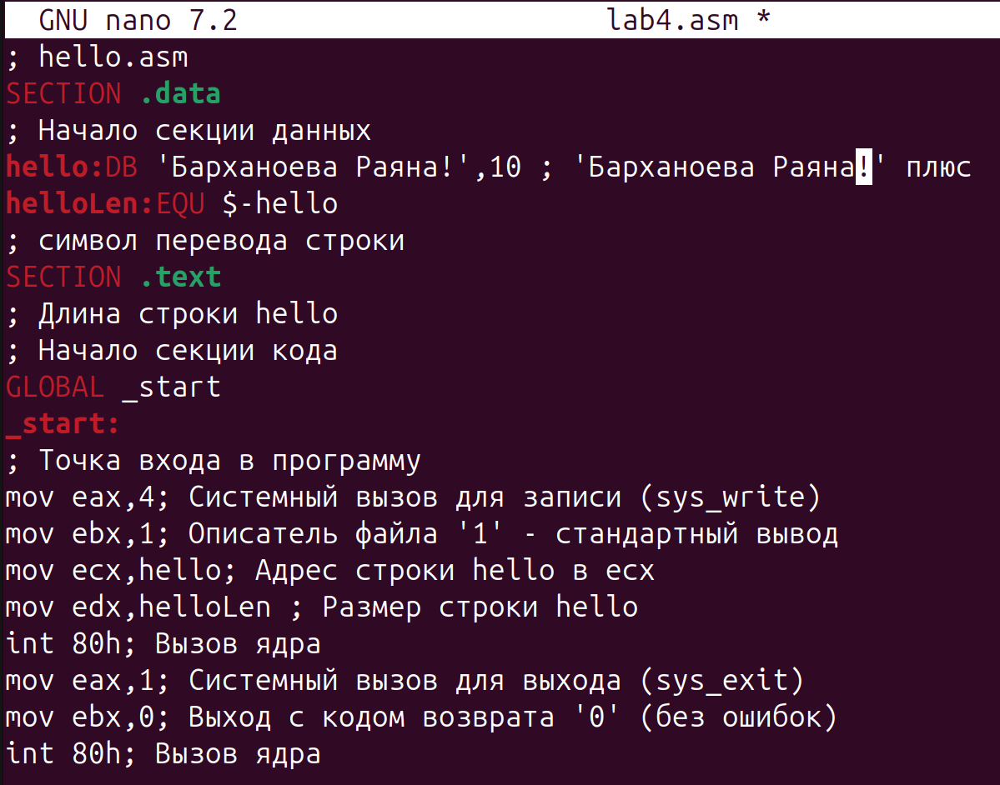 GNU nano 7.2 lab4.asm *
; hello.asm
SECTION .data
; Начало секции данных
hello:DB 'Барханоева Раяна!',10 ; 'Барханоева Раяна!' плюс
helloLen:EQU $-hello
; символ перевода строки
SECTION .text
; Длина строки hello
; Начало секции кода
GLOBAL _start
_start:
; Точка входа в программу
mov eax,4; Системный вызов для записи (sys_write)
mov ebx,1; Описатель файла '1' - стандартный вывод
mov ecx,hello; Адрес строки hello в ecx
mov edx,helloLen ; Размер строки hello
int 80h; Вызов ядра
mov eax,1; Системный вызов для выхода (sys_exit)
mov ebx,0; Выход с кодом возврата '0' (без ошибок)
int 80h; Вызов ядра